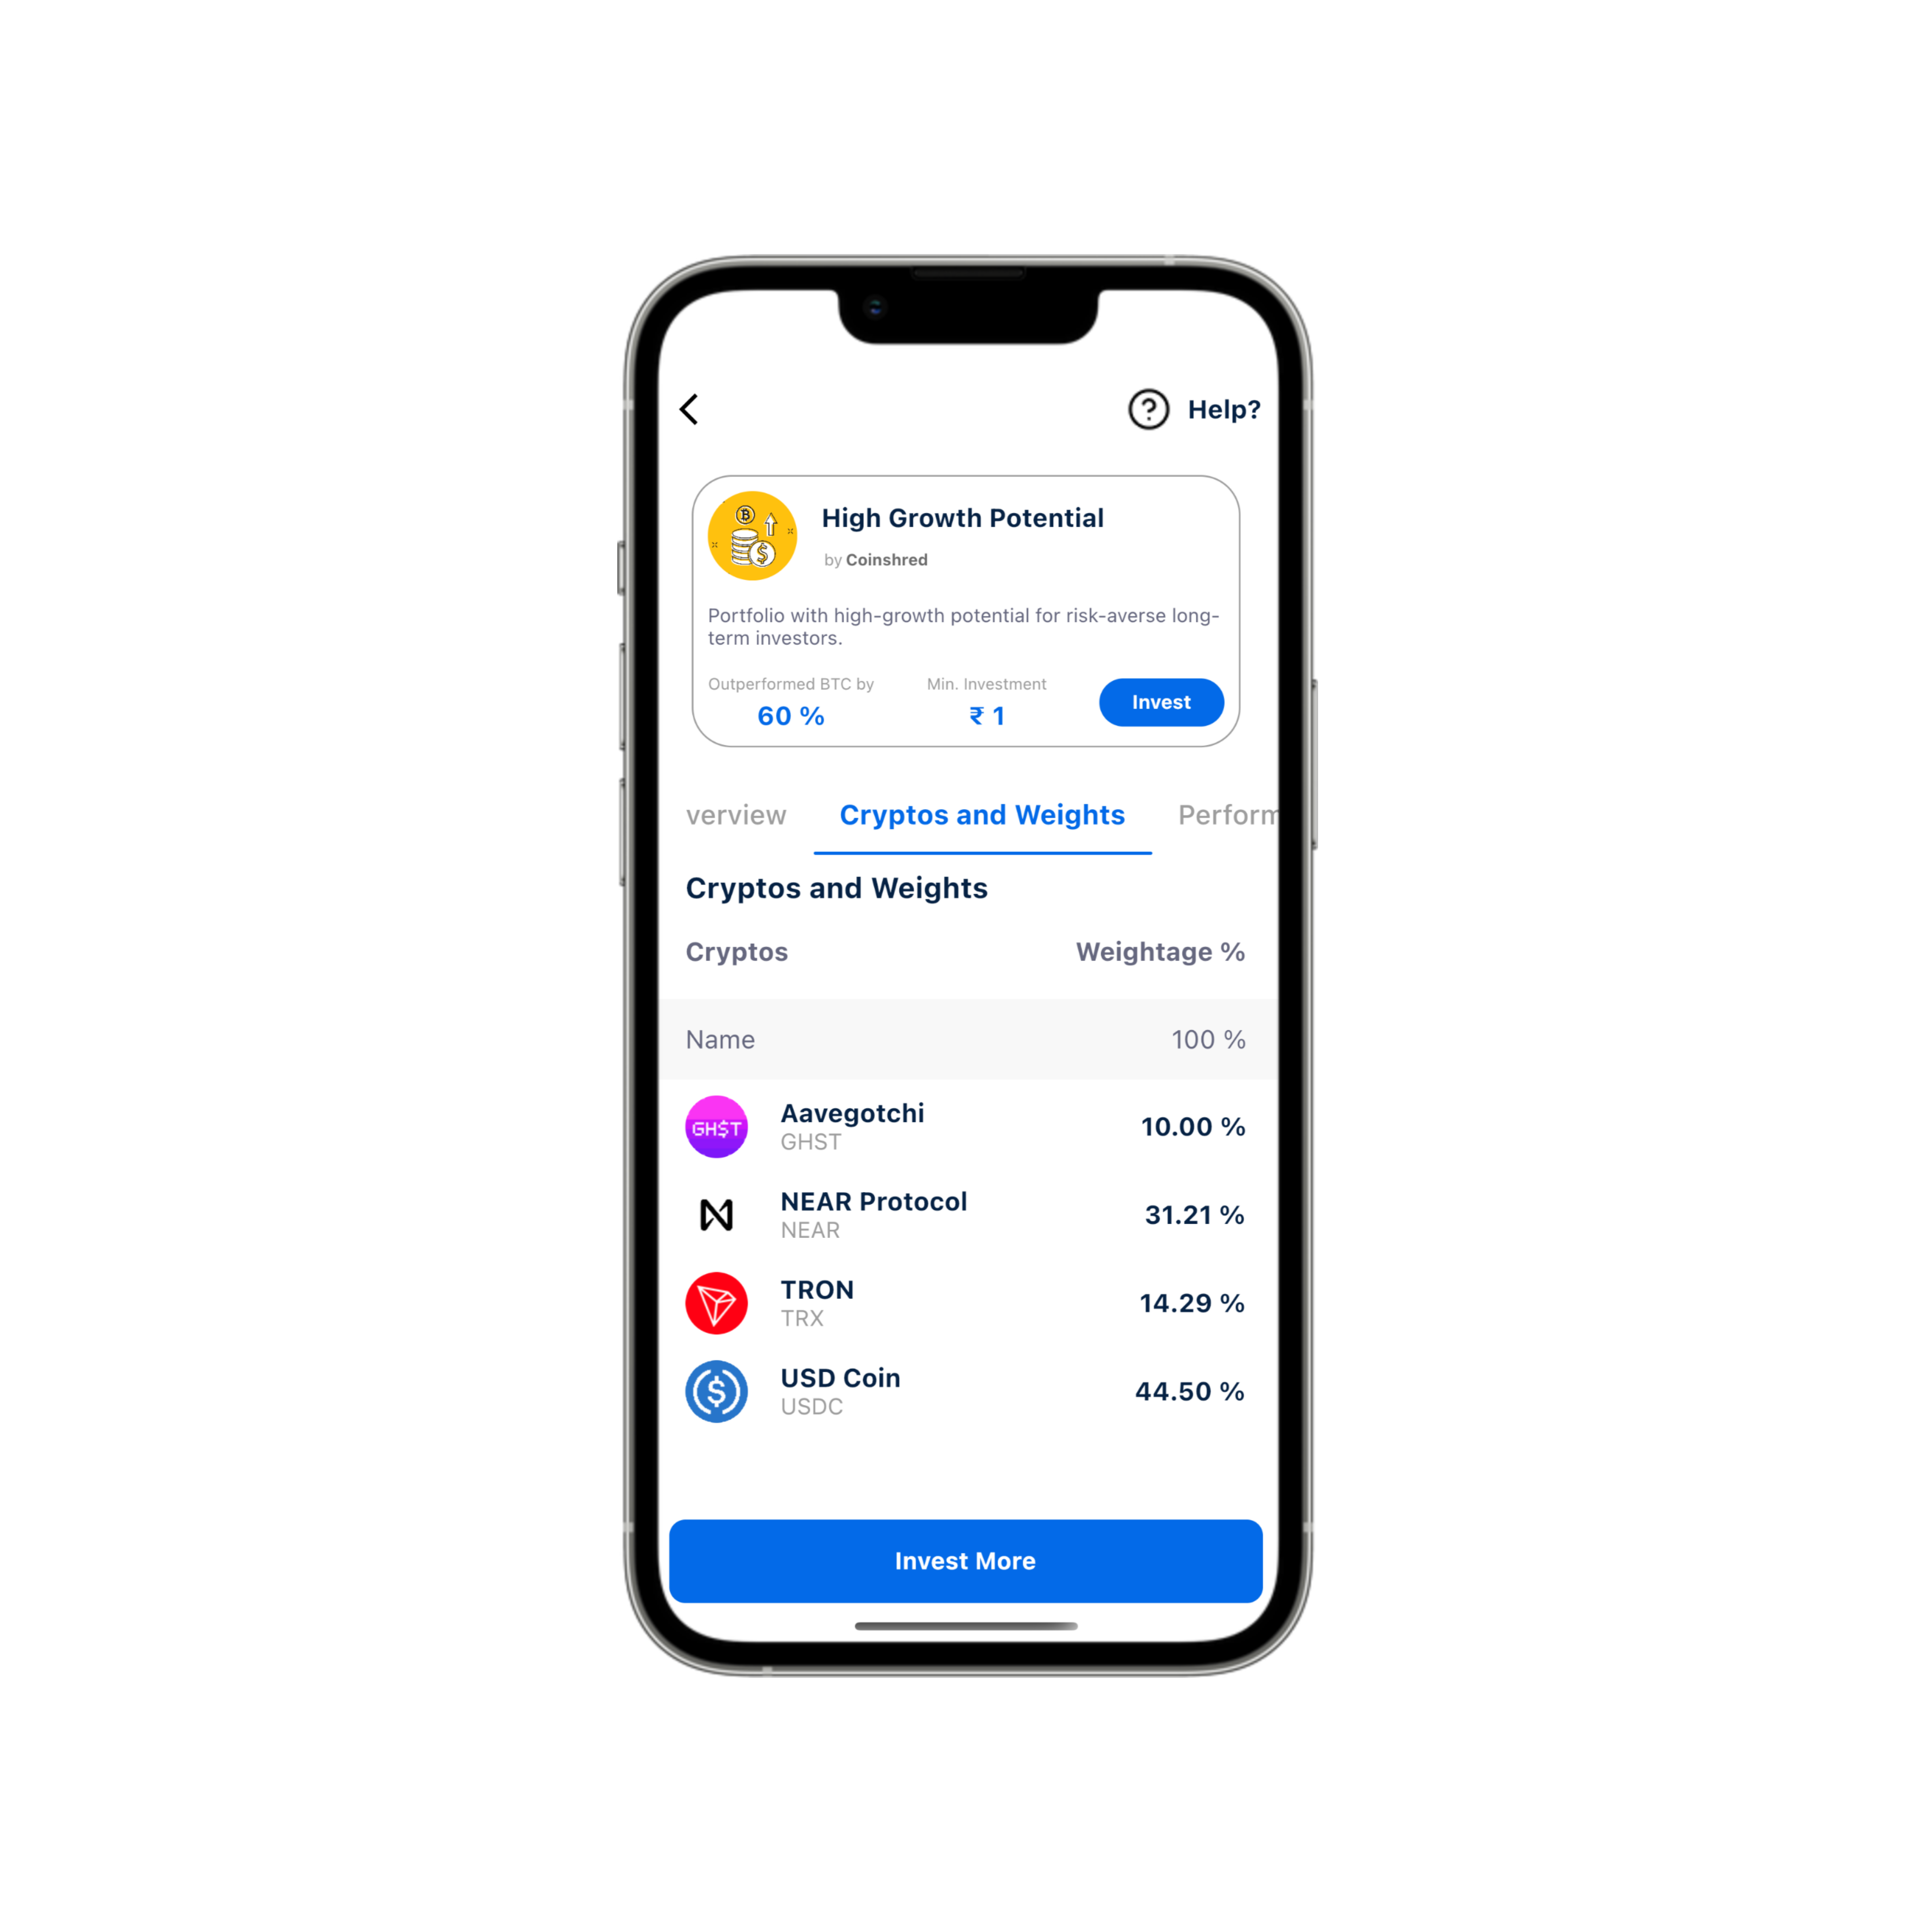 Help?
High Growth Potential
by Coinshred
Portfolio with high-growth potential for risk-averse long-
term investors.
Outperformed BTC by
Min. Investment
60 %
₹ 1
Invest
verview
Cryptos and Weights
Perform
Cryptos and Weights
Cryptos
Weightage %
Name
100 %
GH$T
Aavegotchi
GHST
10.00 %
NEAR Protocol
NEAR
31.21 %
TRON
TRX
14.29 %
USD Coin
USDC
44.50 %
Invest More